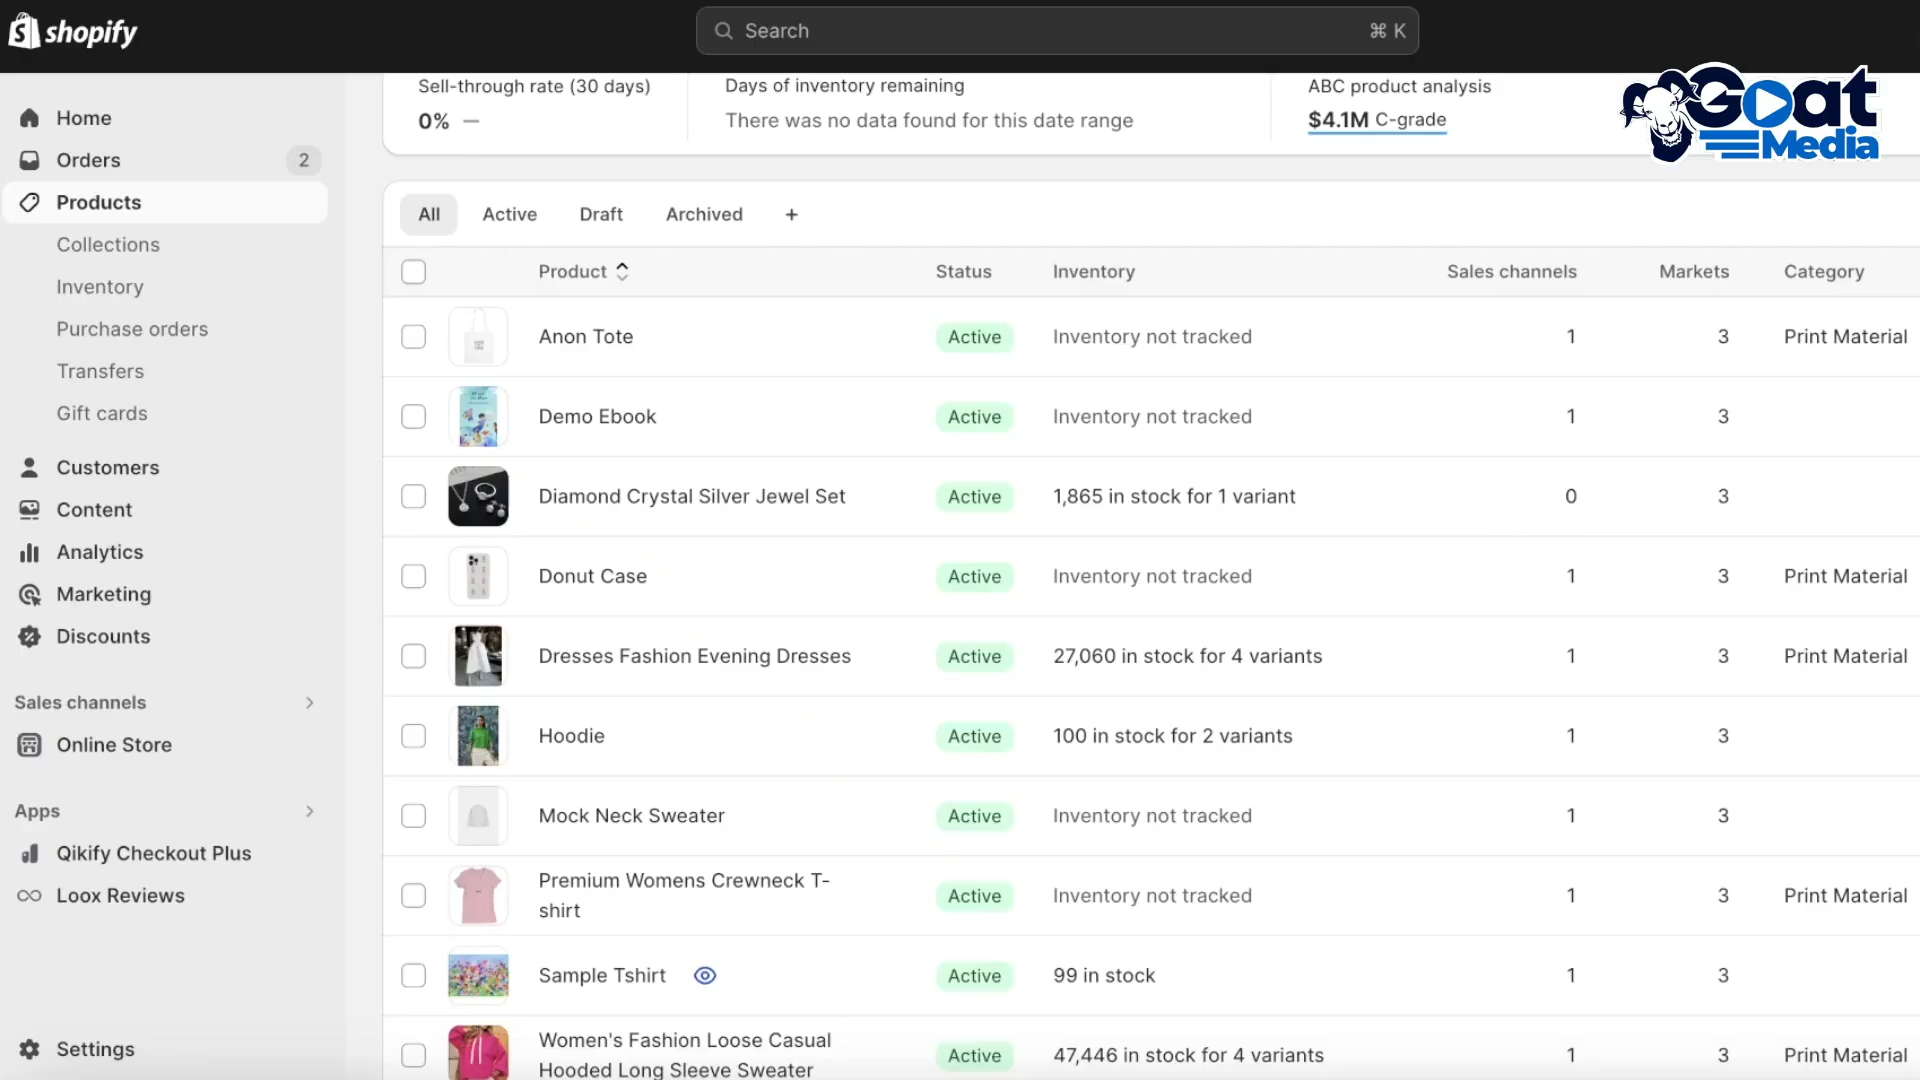 shopify
Search
⌘ K
Goat
Media
Home
Orders
2
Products
Collections
Inventory
Purchase orders
Transfers
Gift cards
Customers
Content
Analytics
Marketing
Discounts
Sales channels
Online Store
Apps
Qikify Checkout Plus
Loox Reviews
Settings
Sell-through rate (30 days)
0% —
Days of inventory remaining
There was no data found for this date range
ABC product analysis
$4.1M C-grade
All Active Draft Archived +
Product Status Inventory Sales channels Markets Category
Anon Tote Active Inventory not tracked 1 3 Print Material
Demo Ebook Active Inventory not tracked 1 3
Diamond Crystal Silver Jewel Set Active 1,865 in stock for 1 variant 0 3
Donut Case Active Inventory not tracked 1 3 Print Material
Dresses Fashion Evening Dresses Active 27,060 in stock for 4 variants 1 3 Print Material
Hoodie Active 100 in stock for 2 variants 1 3
Mock Neck Sweater Active Inventory not tracked 1 3
Premium Womens Crewneck T-
shirt
Active Inventory not tracked 1 3 Print Material
Sample Tshirt Active 99 in stock 1 3
Women's Fashion Loose Casual
Hooded Long Sleeve Sweater
Active 47,446 in stock for 4 variants 1 3 Print Material